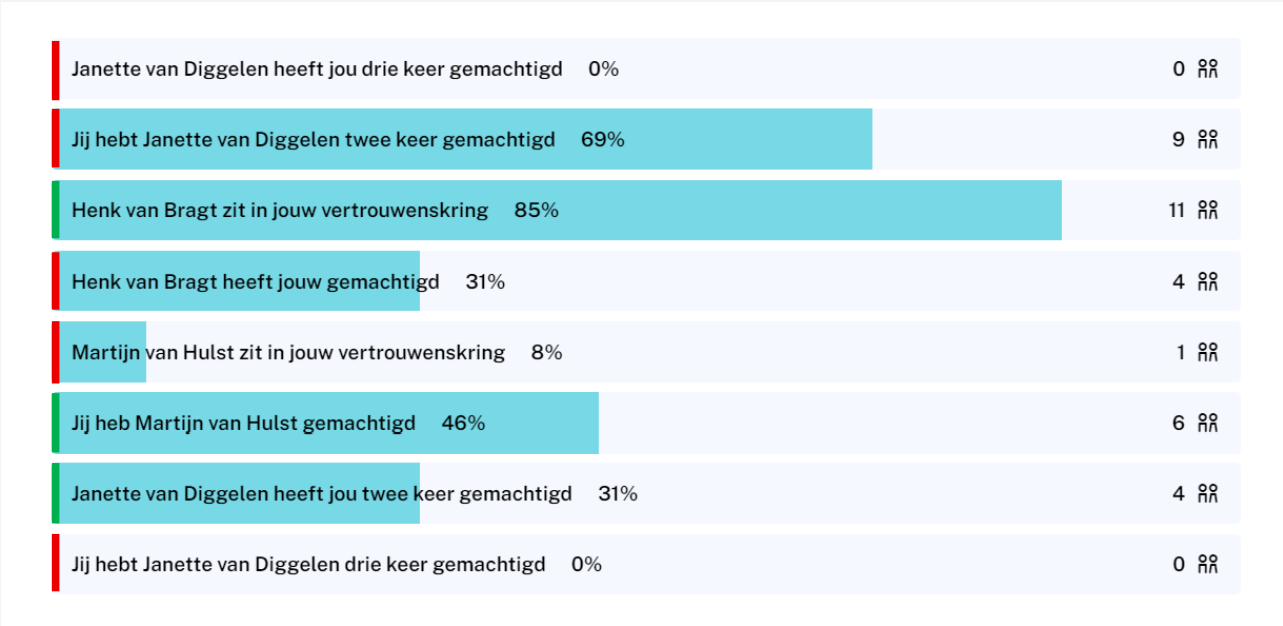 Janette van Diggelen heeft jou drie keer gemachtigd 0% 0
Jij hebt Janette van Diggelen twee keer gemachtigd 69% 9
Henk van Bragt zit in jouw vertrouwenskring 85% 11
Henk van Bragt heeft jouw gemachtigd 31% 4
Martijn van Hulst zit in jouw vertrouwenskring 8% 1
Jij heb Martijn van Hulst gemachtigd 46% 6
Janette van Diggelen heeft jou twee keer gemachtigd 31% 4
Jij hebt Janette van Diggelen drie keer gemachtigd 0% 0